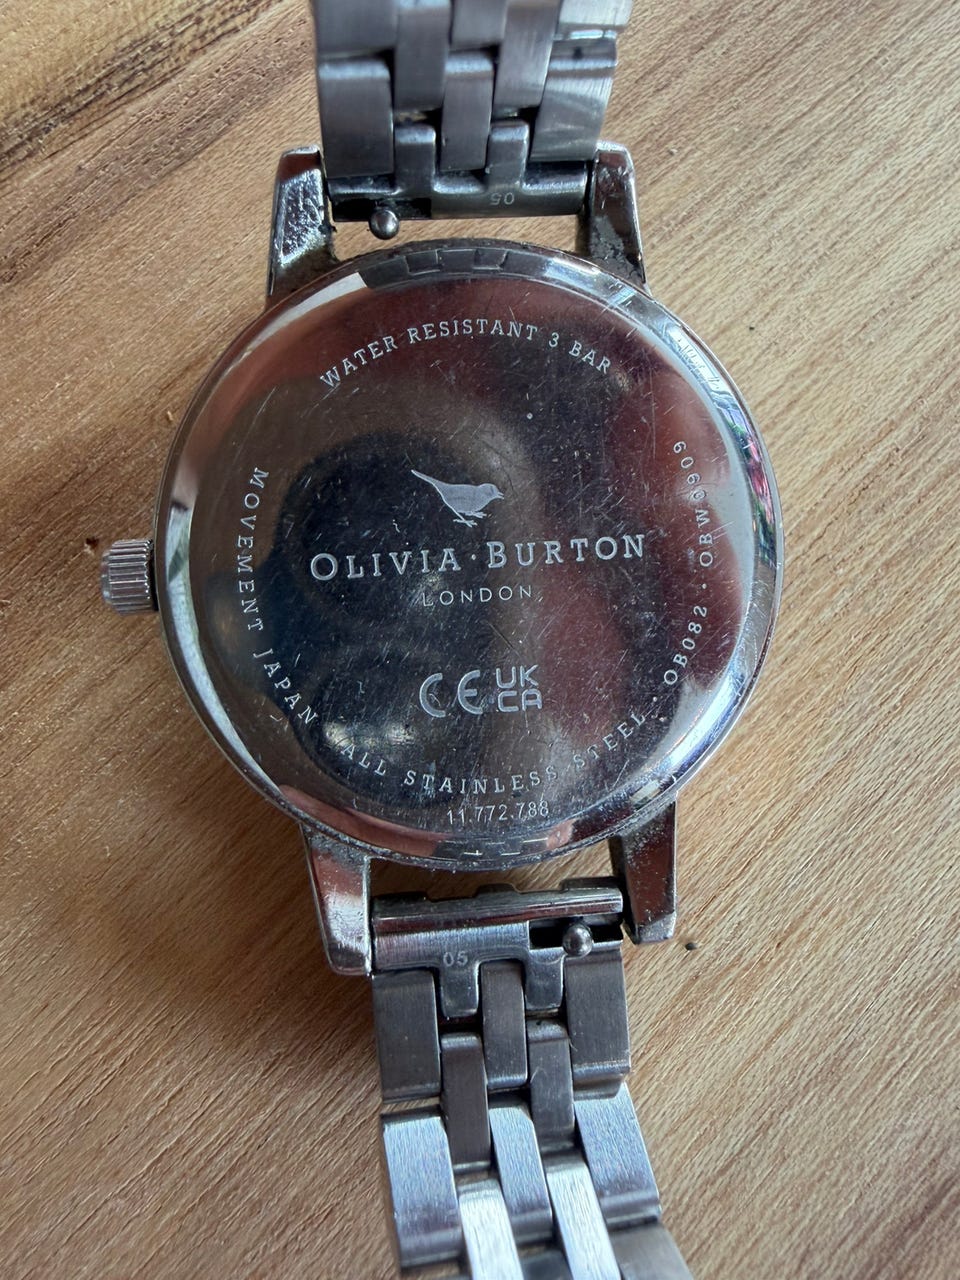 05
WATER RESISTANT 3 BAR
OLIVIA·BURTON
LONDON
CE UK CA
MOVEMENT JAPAN · ALL STAINLESS STEEL · OB082 · OBW0909
11.772.788
05